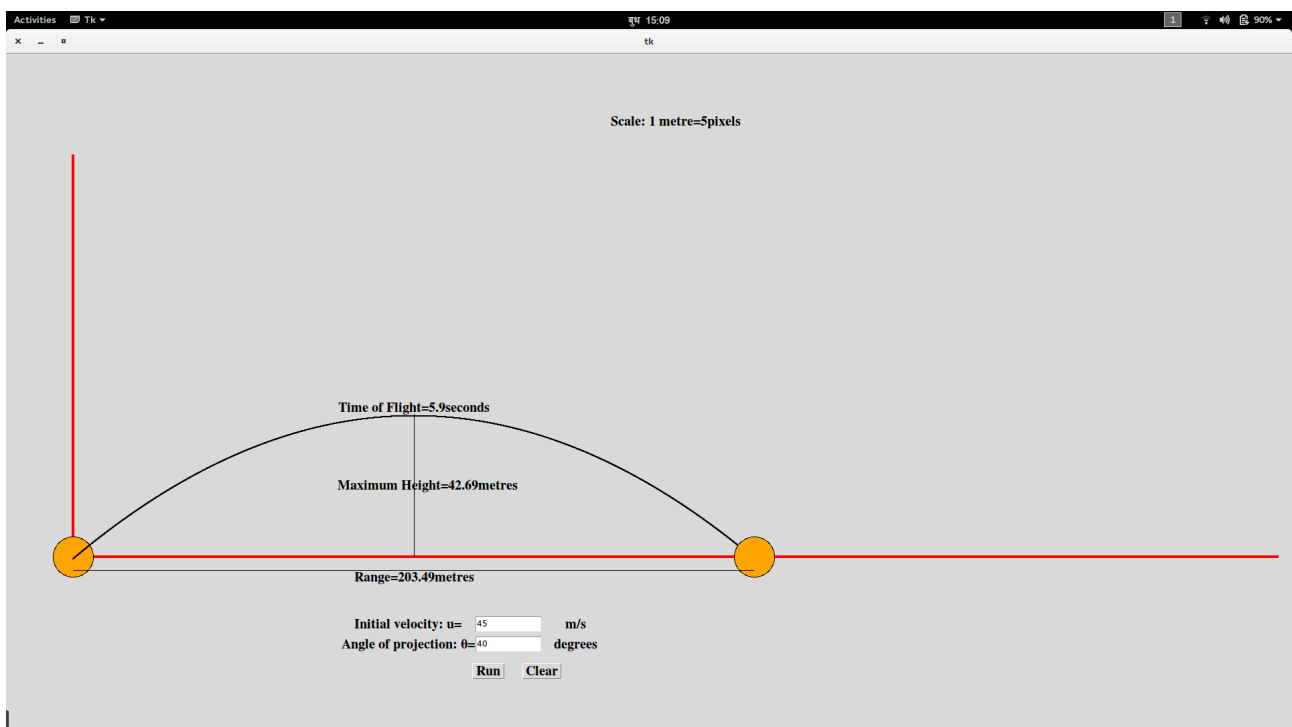 Activities Tk बुध 15:09 1 90%
tk
Scale: 1 metre=5pixels
Time of Flight=5.9seconds
Maximum Height=42.69metres
Range=203.49metres
Initial velocity: u= 45 m/s
Angle of projection: θ= 40 degrees
Run Clear